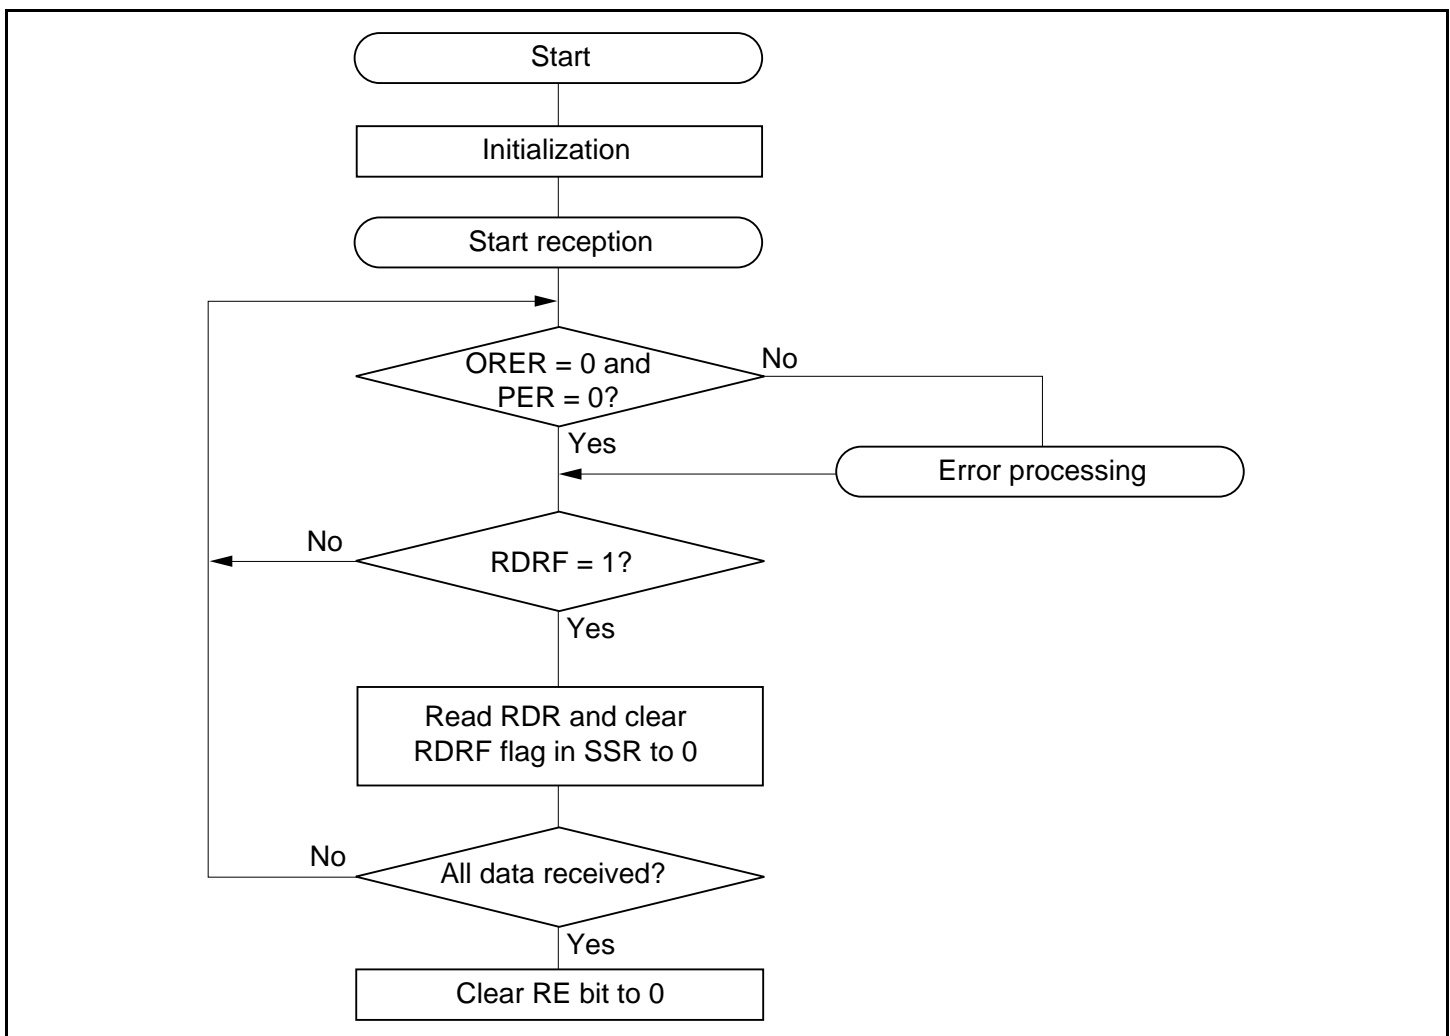 Start
Initialization
Start reception
ORER = 0 and
PER = 0?
No
Yes
Error processing
No
RDRF = 1?
Yes
Read RDR and clear
RDRF flag in SSR to 0
No
All data received?
Yes
Clear RE bit to 0